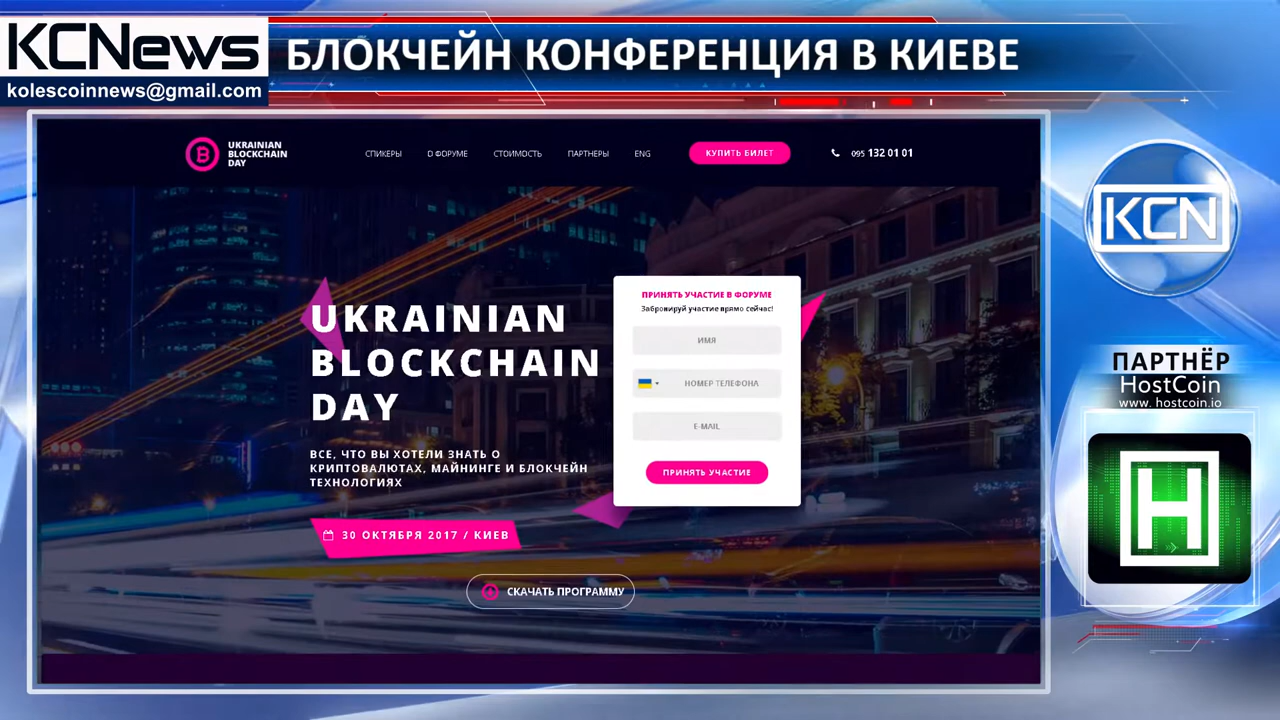 KCNews
kolescoinnews@gmail.com
БЛОКЧЕЙН КОНФЕРЕНЦИЯ В КИЕВЕ
UKRAINIAN
BLOCKCHAIN
DAY
СПИКЕРЫ
О ФОРУМЕ
СТОИМОСТЬ
ПАРТНЕРЫ
ENG
КУПИТЬ БИЛЕТ
095 132 01 01
UKRAINIAN
BLOCKCHAIN
DAY
ВСЕ, ЧТО ВЫ ХОТЕЛИ ЗНАТЬ О
КРИПТОВАЛЮТАХ, МАЙНИНГЕ И БЛОКЧЕЙН
ТЕХНОЛОГИЯХ
30 ОКТЯБРЯ 2017 / КИЕВ
СКАЧАТЬ ПРОГРАММУ
ПРИНЯТЬ УЧАСТИЕ В ФОРУМЕ
Забронируй участие прямо сейчас!
ИМЯ
НОМЕР ТЕЛЕФОНА
E-MAIL
ПРИНЯТЬ УЧАСТИЕ
KCN
ПАРТНЁР
HostCoin
www. hostcoin.io
H